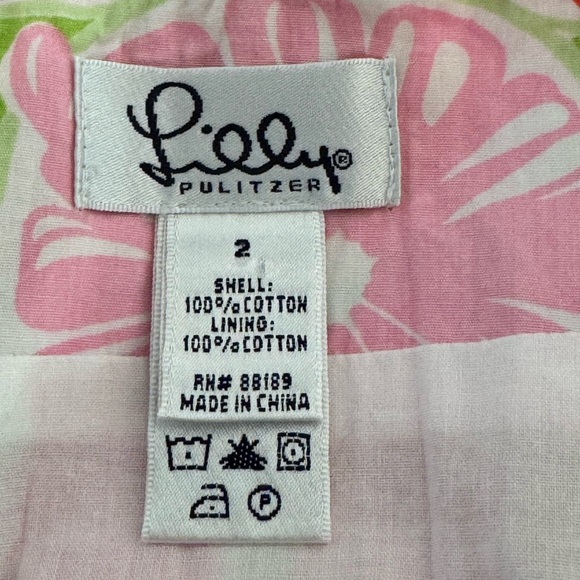 Lilly®
PULITZER
2
SHELL:
100%COTTON
LINING:
100%COTTON
RN# 88189
MADE IN CHINA
P